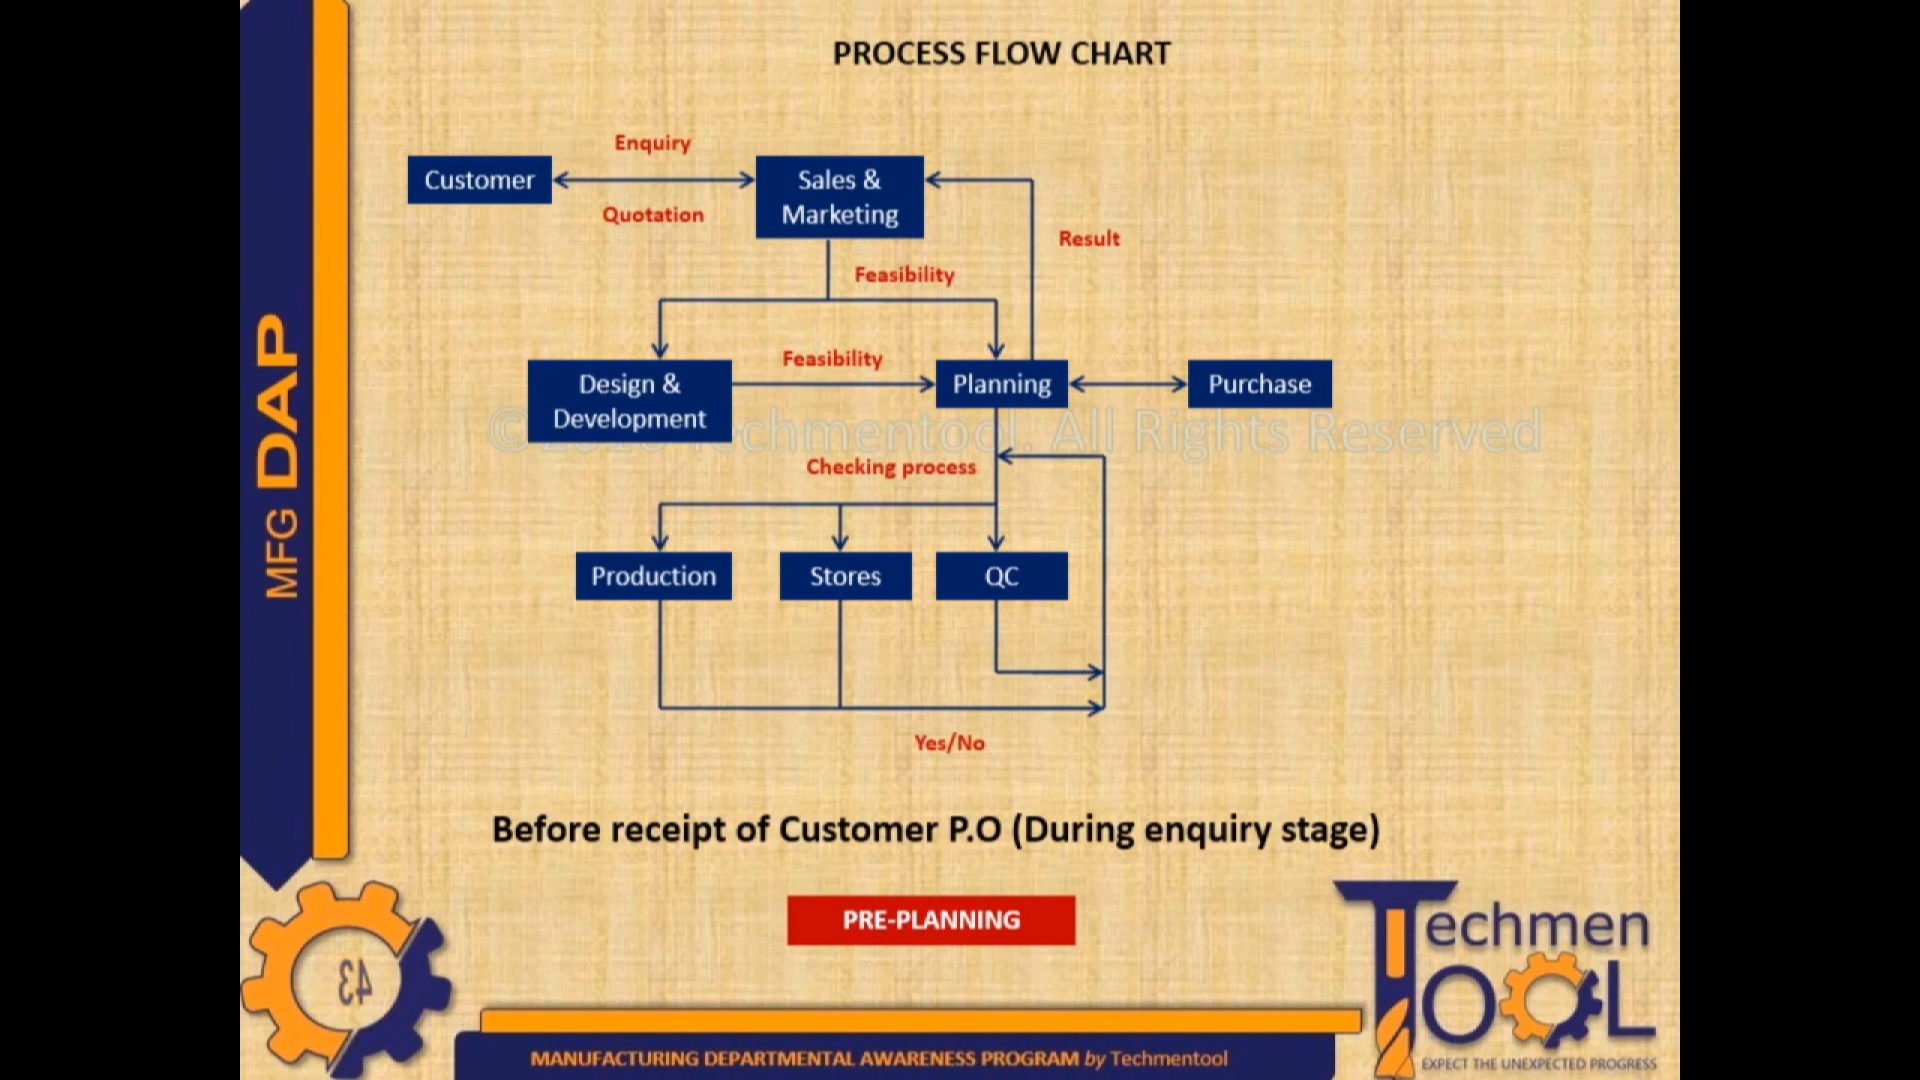 PROCESS FLOW CHART
Enquiry
Customer
Sales &
Marketing
Quotation
Result
Feasibility
Feasibility
Design &
Development
Planning
Purchase
© 2020 Techmentool. All Rights Reserved
Checking process
Production
Stores
QC
Yes/No
Before receipt of Customer P.O (During enquiry stage)
PRE-PLANNING
MFG DAP
43
MANUFACTURING DEPARTMENTAL AWARENESS PROGRAM by Techmentool
Techmen
TOOL
EXPECT THE UNEXPECTED PROGRESS